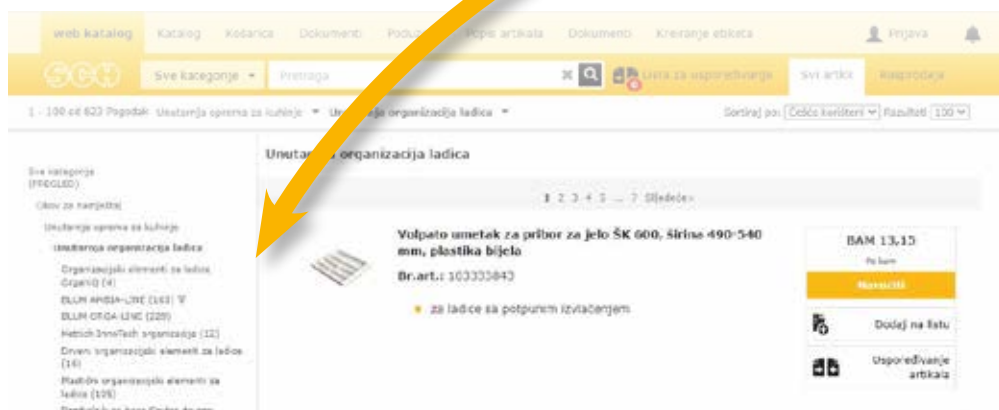 web katalog Katalog Košarica Dokumenti Popis artikala Dokumenti Kreiranje etiketa Prijava
SCH Sve kategorije Pretraga Lista za uspoređivanje Svi artikli Rasprodaja
1 - 100 od 623 Pogodak Unutarnja oprema za kuhinje organizacija ladica Sortiraj po: Češće korišteni Rezultati 100
Unutarnja organizacija ladica
Sve kategorije
(PREGLED)
Okov za namještaj
Unutarnja oprema za kuhinje
Unutarnja organizacija ladica
Organizacijski elementi za ladice,
(4)
BLUM AMBIA-LINE (163)
BLUM ORGA-LINE (229)
Hettich InnoTech organizacija (12)
Drveni organizacijski elementi za ladice
(16)
Plastični organizacijski elementi za
ladice (105)
1 2 3 4 5 ... 7 Sljedeće>
Volpato umetak za pribor za jelo ŠK 600, širina 490-540
mm, plastika bijela
Br.art.: 103333843
za ladice sa potpunim izvlačenjem
BAM 13,15
Po kom
Naručiti
Dodaj na listu
Uspoređivanje
artikala